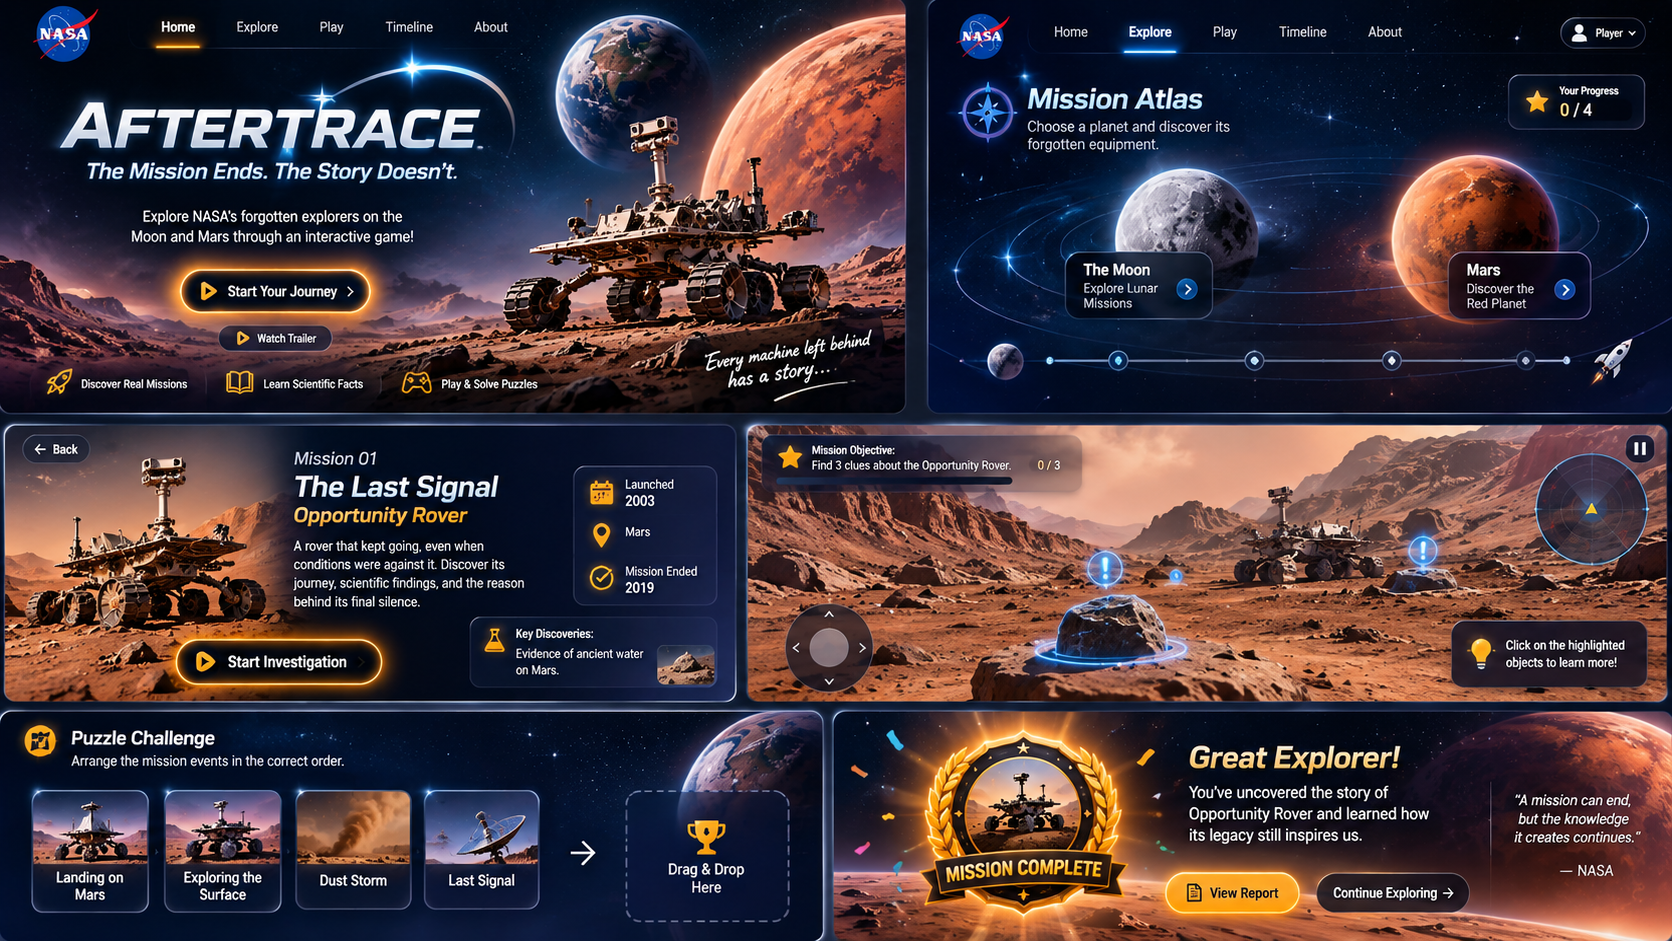 NASA
Home
Explore
Play
Timeline
About
AFTERTRACE
The Mission Ends. The Story Doesn't.
Explore NASA's forgotten explorers on the
Moon and Mars through an interactive game!
Start Your Journey
Watch Trailer
Discover Real Missions
Learn Scientific Facts
Play & Solve Puzzles
"Every machine left behind
has a story...
NASA
Home
Explore
Play
Timeline
About
Player
Mission Atlas
Choose a planet and discover its
forgotten equipment.
Your Progress
0 / 4
The Moon
Explore Lunar
Missions
Mars
Discover the
Red Planet
Back
Mission 01
The Last Signal
Opportunity Rover
A rover that kept going, even when
conditions were against it. Discover its
journey, scientific findings, and the reason
behind its final silence.
Start Investigation
Launched
2003
Mars
Mission Ended
2019
Key Discoveries:
Evidence of ancient water
on Mars.
Mission Objective:
Find 3 clues about the Opportunity Rover.
0 / 3
!
!
Click on the highlighted
objects to learn more!
Puzzle Challenge
Arrange the mission events in the correct order.
Landing on
Mars
Exploring the
Surface
Dust Storm
Last Signal
Drag & Drop
Here
MISSION COMPLETE
Great Explorer!
You've uncovered the story of
Opportunity Rover and learned how
its legacy still inspires us.
View Report
Continue Exploring
"A mission can end,
but the knowledge
it creates continues."
— NASA